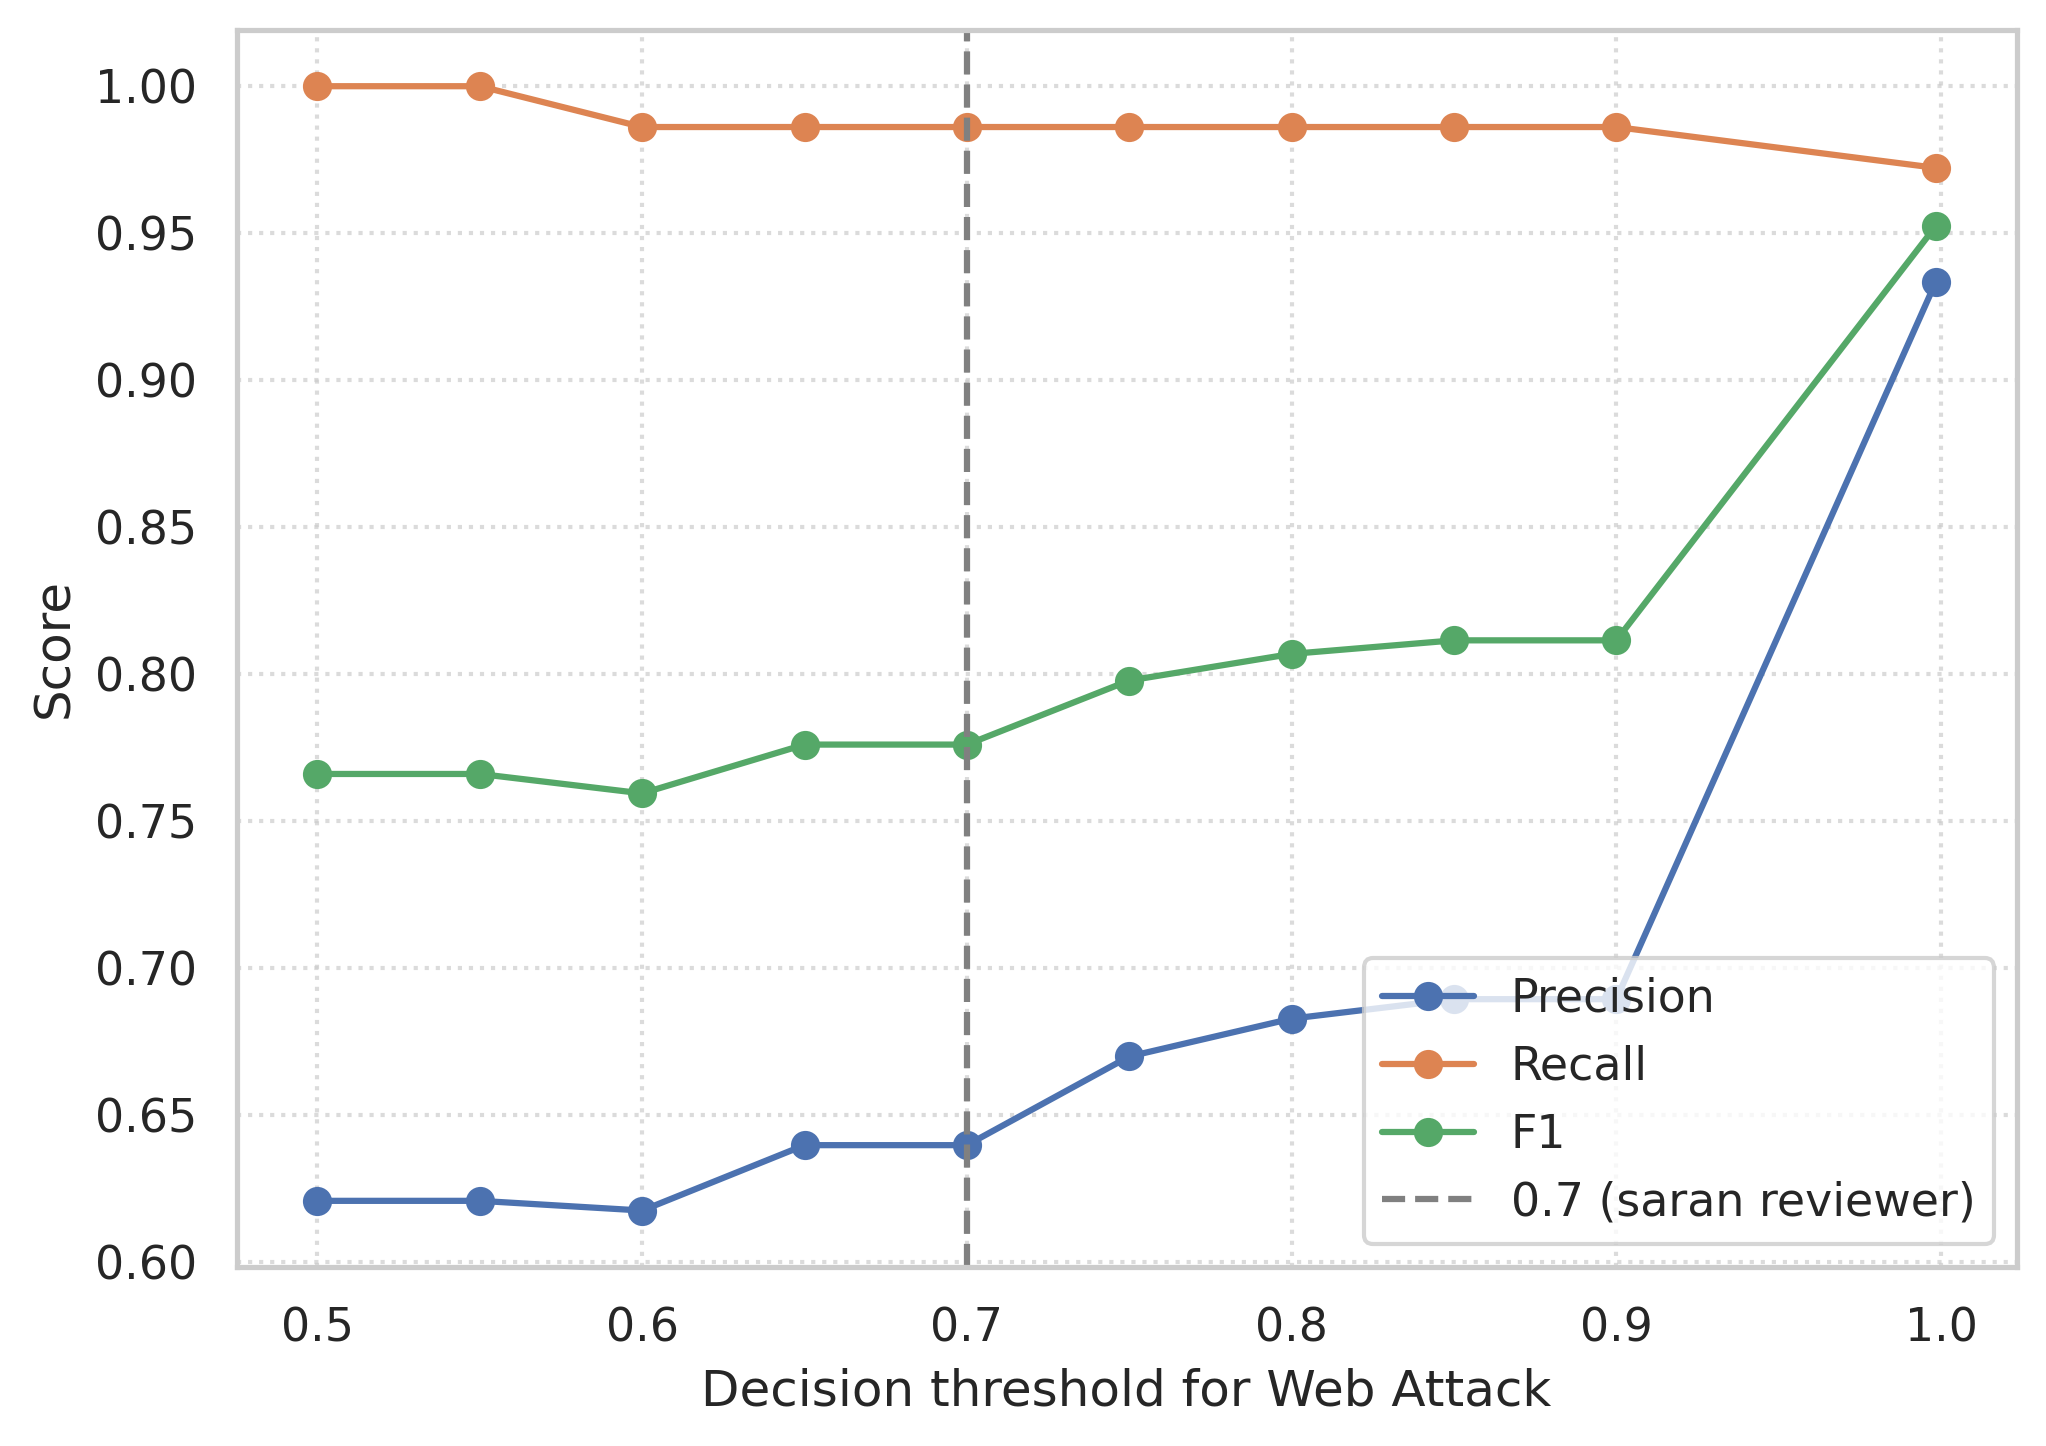 1.00
0.95
0.90
0.85
0.80
0.75
0.70
0.65
0.60
Score
Precision
Recall
F1
0.7 (saran reviewer)
0.5 0.6 0.7 0.8 0.9 1.0
Decision threshold for Web Attack